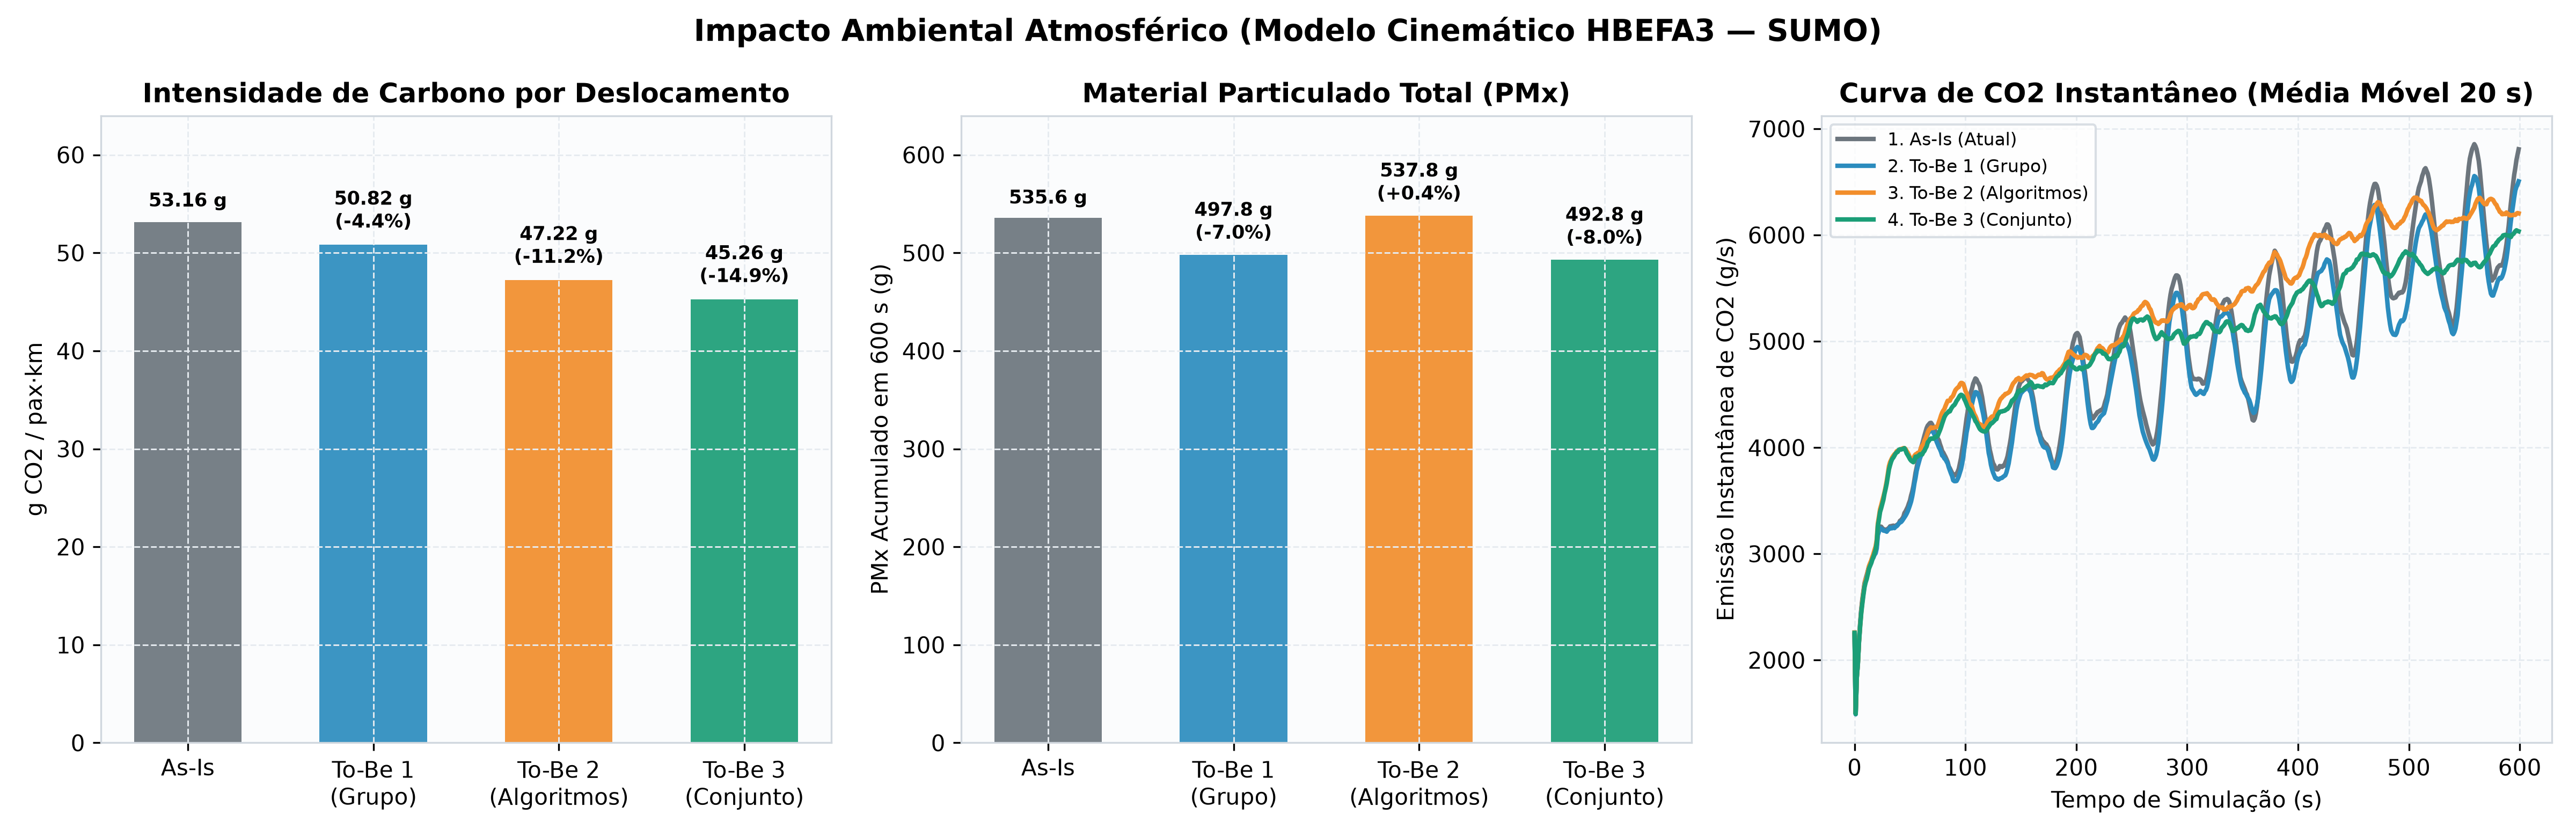 Impacto Ambiental Atmosférico (Modelo Cinemático HBEFA3 — SUMO)
Intensidade de Carbono por Deslocamento
g CO2 / pax·km
60
50
40
30
20
10
0
53.16 g
50.82 g
(-4.4%)
47.22 g
(-11.2%)
45.26 g
(-14.9%)
As-Is
To-Be 1
(Grupo)
To-Be 2
(Algoritmos)
To-Be 3
(Conjunto)
Material Particulado Total (PMx)
PMx Acumulado em 600 s (g)
600
500
400
300
200
100
0
535.6 g
497.8 g
(-7.0%)
537.8 g
(+0.4%)
492.8 g
(-8.0%)
As-Is
To-Be 1
(Grupo)
To-Be 2
(Algoritmos)
To-Be 3
(Conjunto)
Curva de CO2 Instantâneo (Média Móvel 20 s)
Emissão Instantânea de CO2 (g/s)
7000
6000
5000
4000
3000
2000
1. As-Is (Atual)
2. To-Be 1 (Grupo)
3. To-Be 2 (Algoritmos)
4. To-Be 3 (Conjunto)
0 100 200 300 400 500 600
Tempo de Simulação (s)